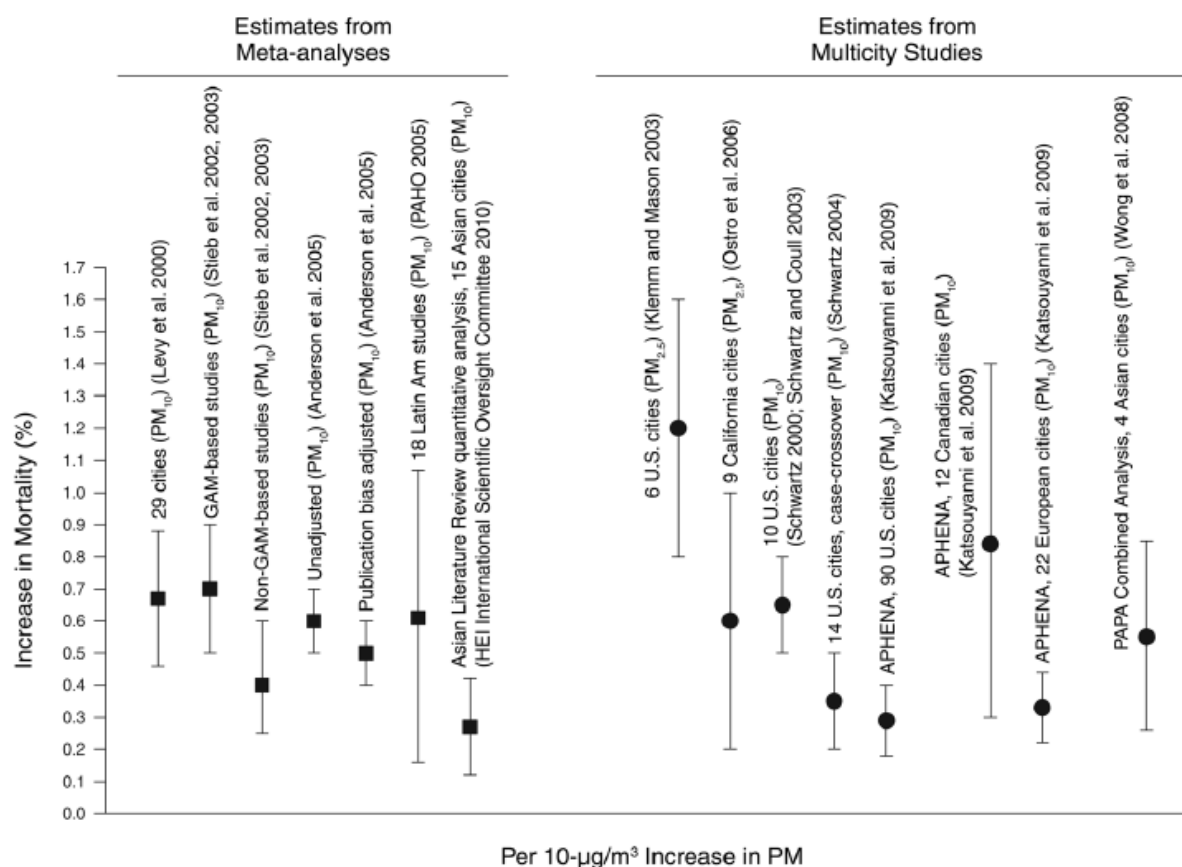 Estimates from
Meta-analyses
Estimates from
Multicity Studies
29 cities (PM10) (Levy et al. 2000)
GAM-based studies (PM10) (Stieb et al. 2002, 2003)
Non-GAM-based studies (PM10) (Stieb et al. 2002, 2003)
Unadjusted (PM10) (Anderson et al. 2005)
Publication bias adjusted (PM10) (Anderson et al. 2005)
18 Latin Am studies (PM10) (PAHO 2005)
Asian Literature Review quantitative analysis, 15 Asian cities (PM10)
(HEI International Scientific Oversight Committee 2010)
6 U.S. cities (PM2.5) (Klemm and Mason 2003)
9 California cities (PM2.5) (Ostro et al. 2006)
10 U.S. cities (PM10)
(Schwartz 2000; Schwartz and Coull 2003)
14 U.S. cities, case-crossover (PM10) (Schwartz 2004)
APHENA, 90 U.S. cities (PM10) (Katsouyanni et al. 2009)
APHENA, 12 Canadian cities (PM10)
(Katsouyanni et al. 2009)
APHENA, 22 European cities (PM10) (Katsouyanni et al. 2009)
PAPA Combined Analysis, 4 Asian cities (PM10) (Wong et al. 2008)
Increase in Mortality (%)
1.7
1.6
1.5
1.4
1.3
1.2
1.1
1.0
0.9
0.8
0.7
0.6
0.5
0.4
0.3
0.2
0.1
0.0
Per 10-µg/m³ Increase in PM